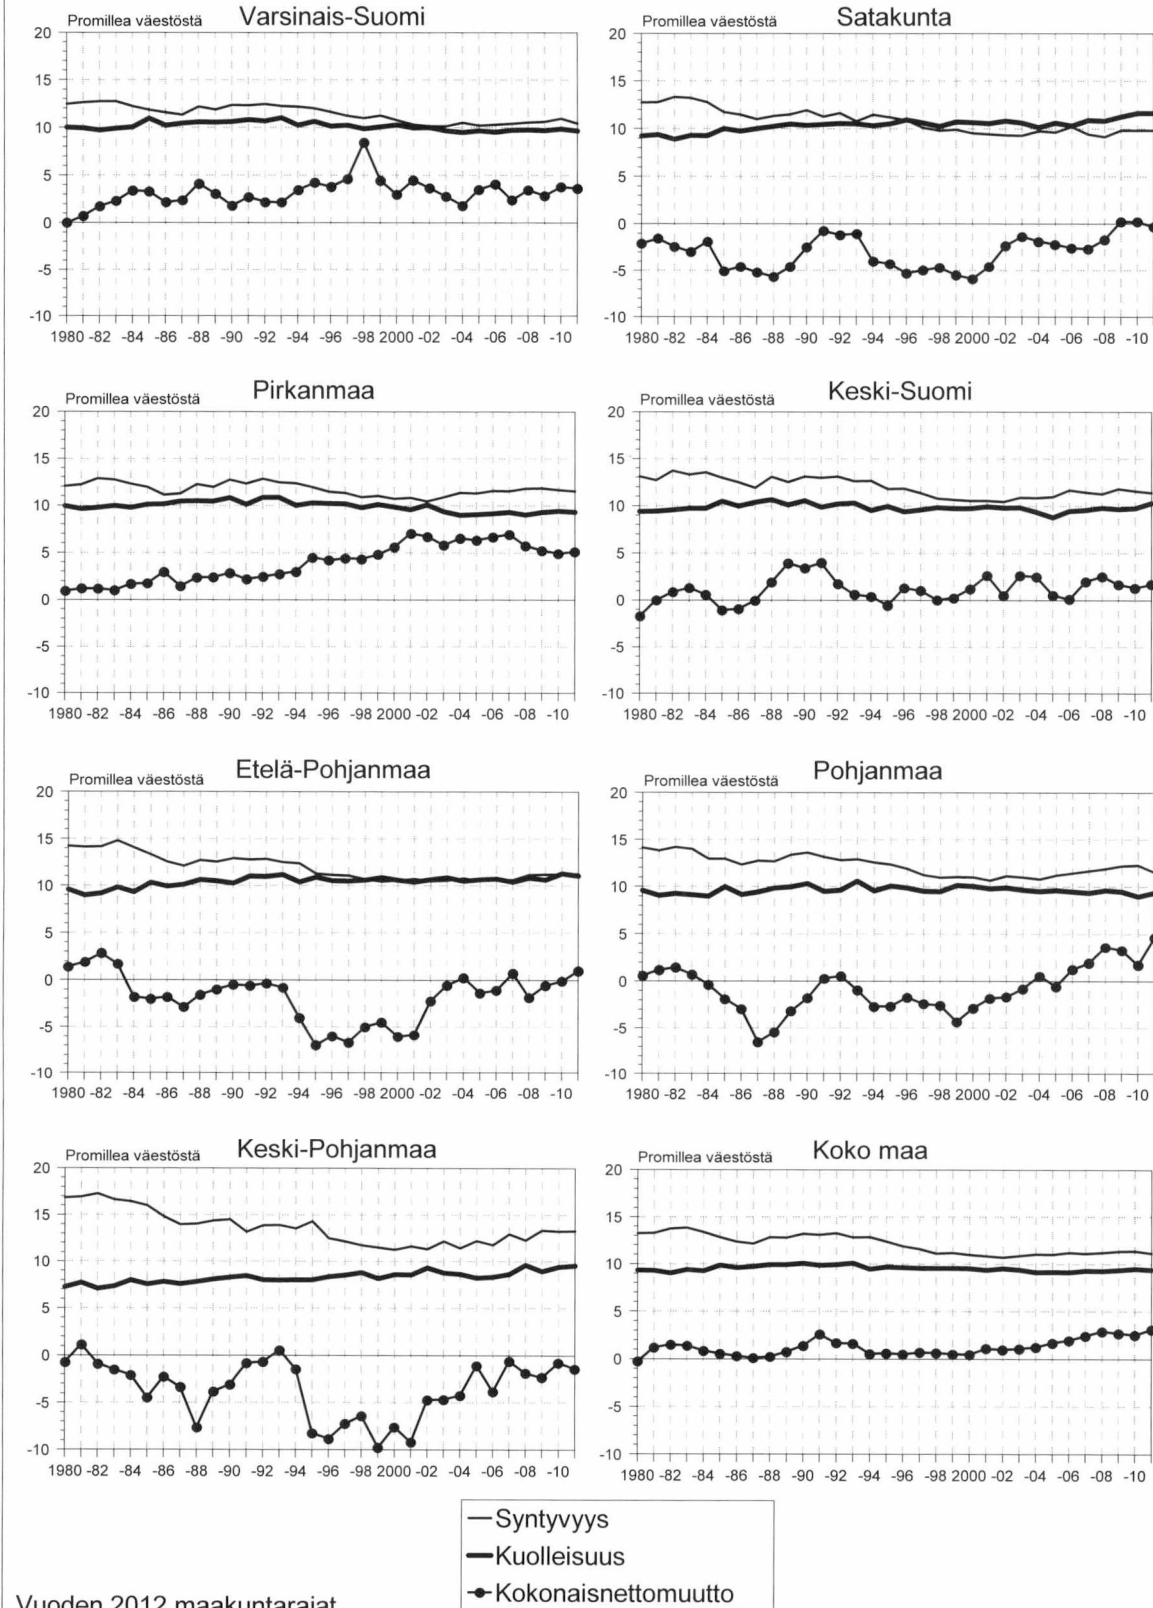 Varsinais-Suomi
Promillea väestöstä
20
15
10
5
0
-5
-10
1980 -82 -84 -86 -88 -90 -92 -94 -96 -98 2000 -02 -04 -06 -08 -10
Satakunta
Promillea väestöstä
20
15
10
5
0
-5
-10
1980 -82 -84 -86 -88 -90 -92 -94 -96 -98 2000 -02 -04 -06 -08 -10
Pirkanmaa
Promillea väestöstä
20
15
10
5
0
-5
-10
1980 -82 -84 -86 -88 -90 -92 -94 -96 -98 2000 -02 -04 -06 -08 -10
Keski-Suomi
Promillea väestöstä
20
15
10
5
0
-5
-10
1980 -82 -84 -86 -88 -90 -92 -94 -96 -98 2000 -02 -04 -06 -08 -10
Etelä-Pohjanmaa
Promillea väestöstä
20
15
10
5
0
-5
-10
1980 -82 -84 -86 -88 -90 -92 -94 -96 -98 2000 -02 -04 -06 -08 -10
Pohjanmaa
Promillea väestöstä
20
15
10
5
0
-5
-10
1980 -82 -84 -86 -88 -90 -92 -94 -96 -98 2000 -02 -04 -06 -08 -10
Keski-Pohjanmaa
Promillea väestöstä
20
15
10
5
0
-5
-10
1980 -82 -84 -86 -88 -90 -92 -94 -96 -98 2000 -02 -04 -06 -08 -10
Koko maa
Promillea väestöstä
20
15
10
5
0
-5
-10
1980 -82 -84 -86 -88 -90 -92 -94 -96 -98 2000 -02 -04 -06 -08 -10
Syntyvyys
Kuolleisuus
Kokonaisnettomuutto
Vuoden 2012 maakuntarajat